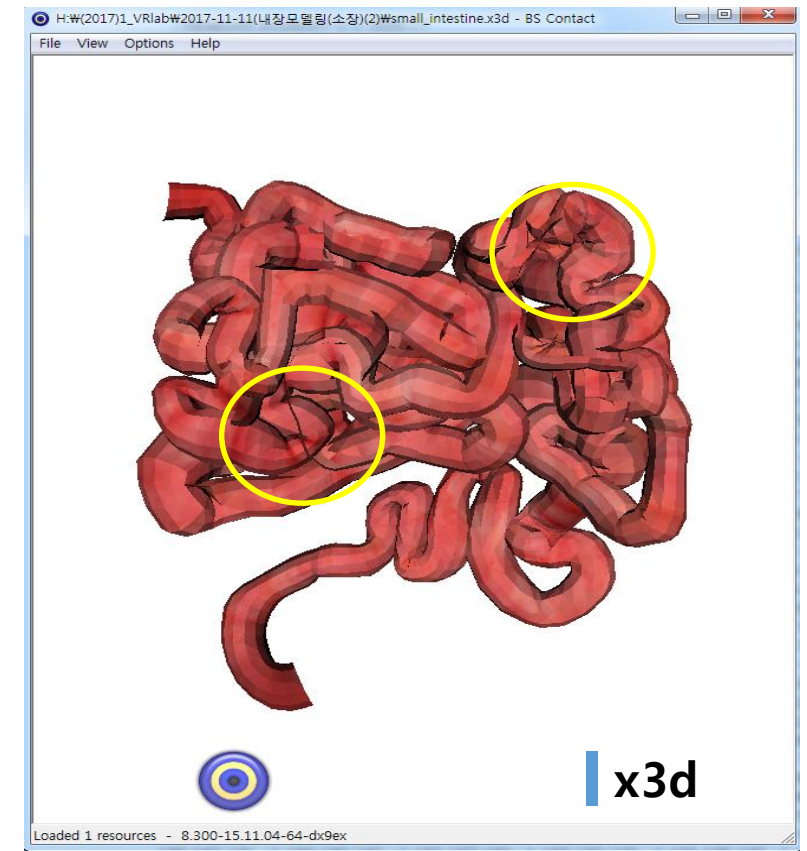 H:₩(2017)1_VRlab₩2017-11-11(내장모델링(소장)(2)₩small_intestine.x3d - BS Contact
File View Options Help
x3d
Loaded 1 resources - 8.300-15.11.04-64-dx9ex